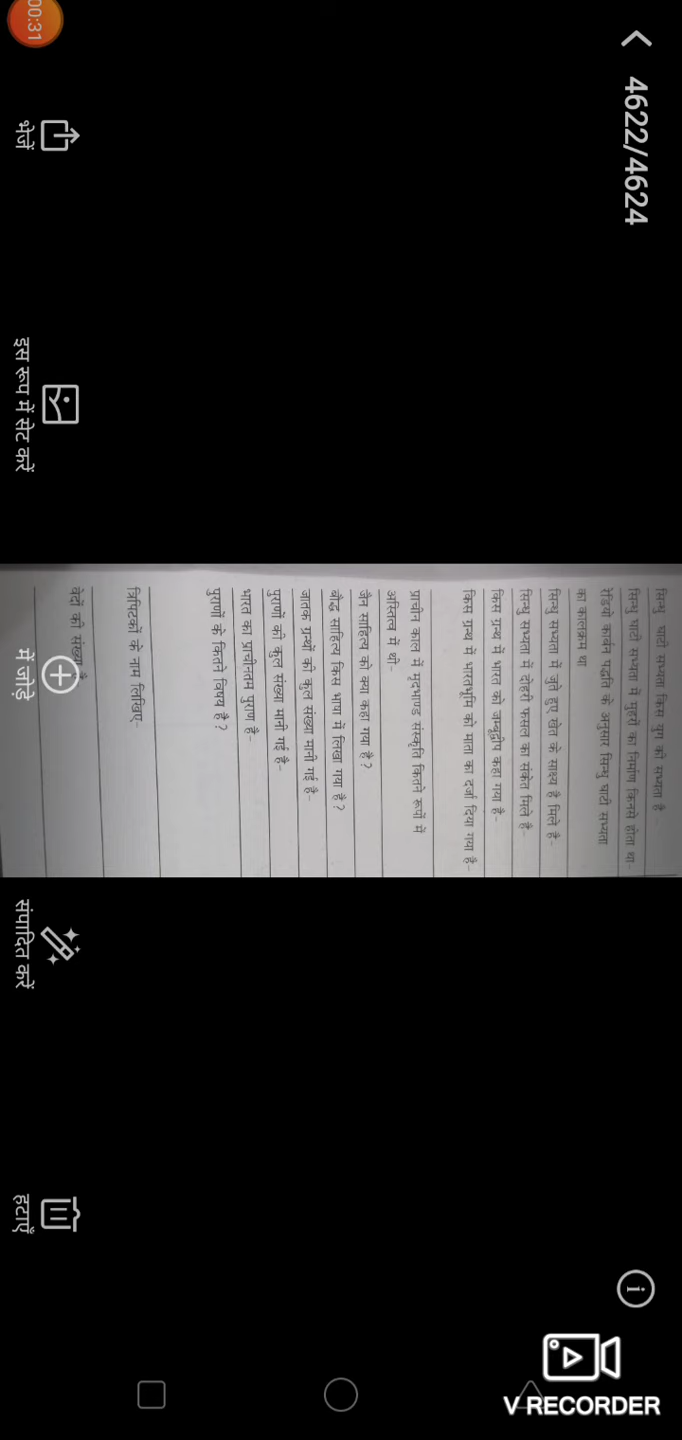 00:31
4622/4624
सिन्धु घाटी सभ्यता किस युग की सभ्यता है
सिन्धु घाटी सभ्यता में मुहरों का निर्माण किनसे होता था-
रेडियो कार्बन पद्धति के अनुसार सिन्धु घाटी सभ्यता
का कालक्रम था
सिन्धु सभ्यता में जुते हुए खेत के साक्ष्य है मिले है-
सिन्धु सभ्यता में दोहरी फसल का संकेत मिले है-
किस ग्रन्थ में भारत को जम्बूद्वीप कहा गया है-
किस ग्रन्थ में भारतभूमि को माता का दर्जा दिया गया है-
प्राचीन काल में मृदभाण्ड संस्कृति कितने रूपों में
अस्तित्व में थी-
जैन साहित्य को क्या कहा गया है?
बौद्ध साहित्य किस भाषा में लिखा गया है?
जातक ग्रन्थों की कुल संख्या मानी गई है-
पुराणों की कुल संख्या मानी गई है-
भारत का प्राचीनतम पुराण है-
पुराणों के कितने विषय है?
त्रिपिटकों के नाम लिखिए-
वेदों की संख्या है
भेजें
इस रूप में सेट करें
में जोड़े
संपादित करें
हटाएँ
V RECORDER